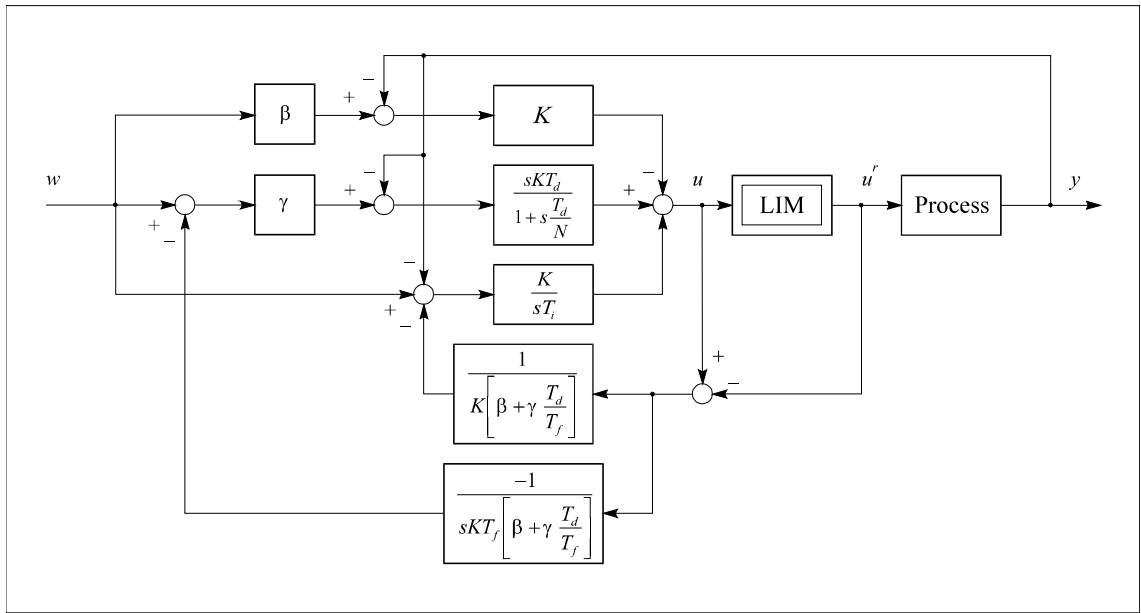 −
β
+
K
w
−
γ
+
−
+
sKT_d
1 + s T_d
N
−
+
u
LIM
u^r
Process
y
+
−
−
+
−
K
sT_i
+
−
1
K[β + γ T_d
T_f]
−1
sKT_f[β + γ T_d
T_f]